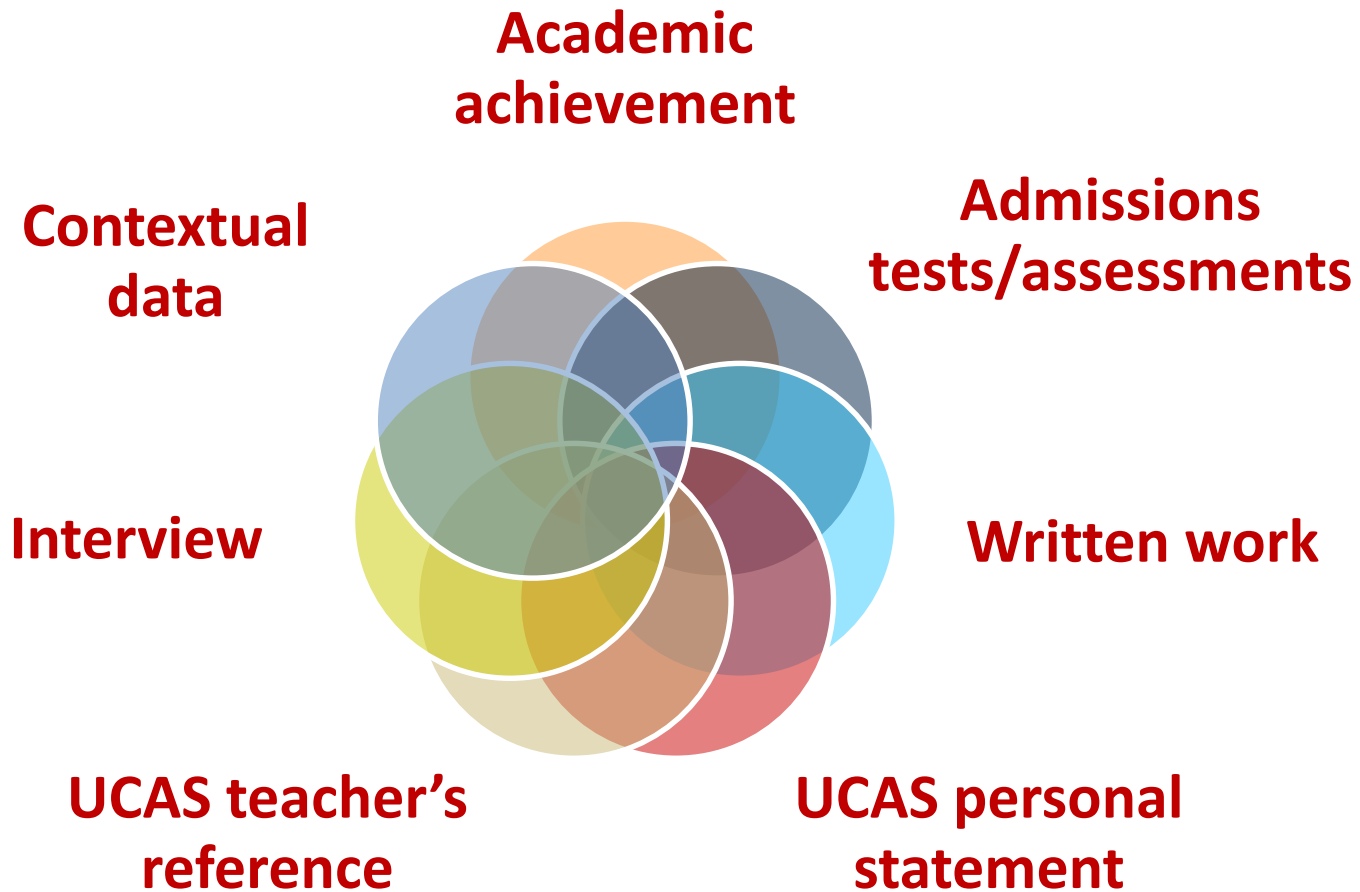 Academic
achievement
Contextual
data
Admissions
tests/assessments
Interview
Written work
UCAS teacher’s
reference
UCAS personal
statement